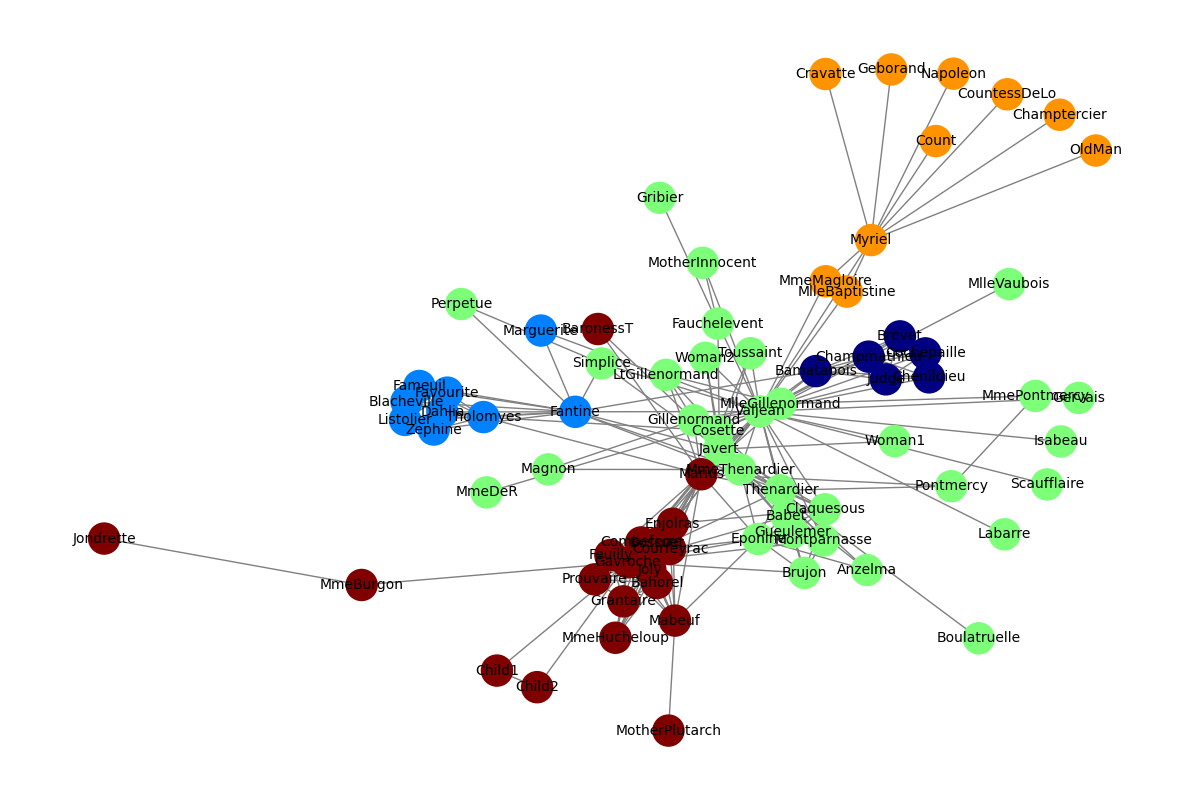 Cravatte
Geborand
Napoleon
CountessDeLo
Champtercier
Count
OldMan
Gribier
Myriel
MotherInnocent
MmeMagloire
MlleBaptistine
MlleVaubois
Perpetue
Marguerite
BaronessT
Fauchelevent
Brevet
Toussaint
Woman2
Simplice
LtGillenormand
Champmathieu
Cochepaille
Bamatabois
Judge
Chenildieu
Fameuil
Favourite
Blacheville
MmePontmercy
Gervais
MlleGillenormand
Valjean
Dahlia
Tholomyes
Fantine
Listolier
Zephine
Gillenormand
Cosette
Woman1
Isabeau
Javert
Magnon
MmeThenardier
Marius
MmeDeR
Thenardier
Pontmercy
Scaufflaire
Claquesous
Babet
Enjolras
Gueulemer
Labarre
Jondrette
Combeferre
Bossuet
Eponine
Montparnasse
Courfeyrac
Feuilly
Gavroche
Joly
Brujon
Anzelma
Prouvaire
Bahorel
MmeBurgon
Grantaire
Mabeuf
MmeHucheloup
Boulatruelle
Child1
Child2
MotherPlutarch